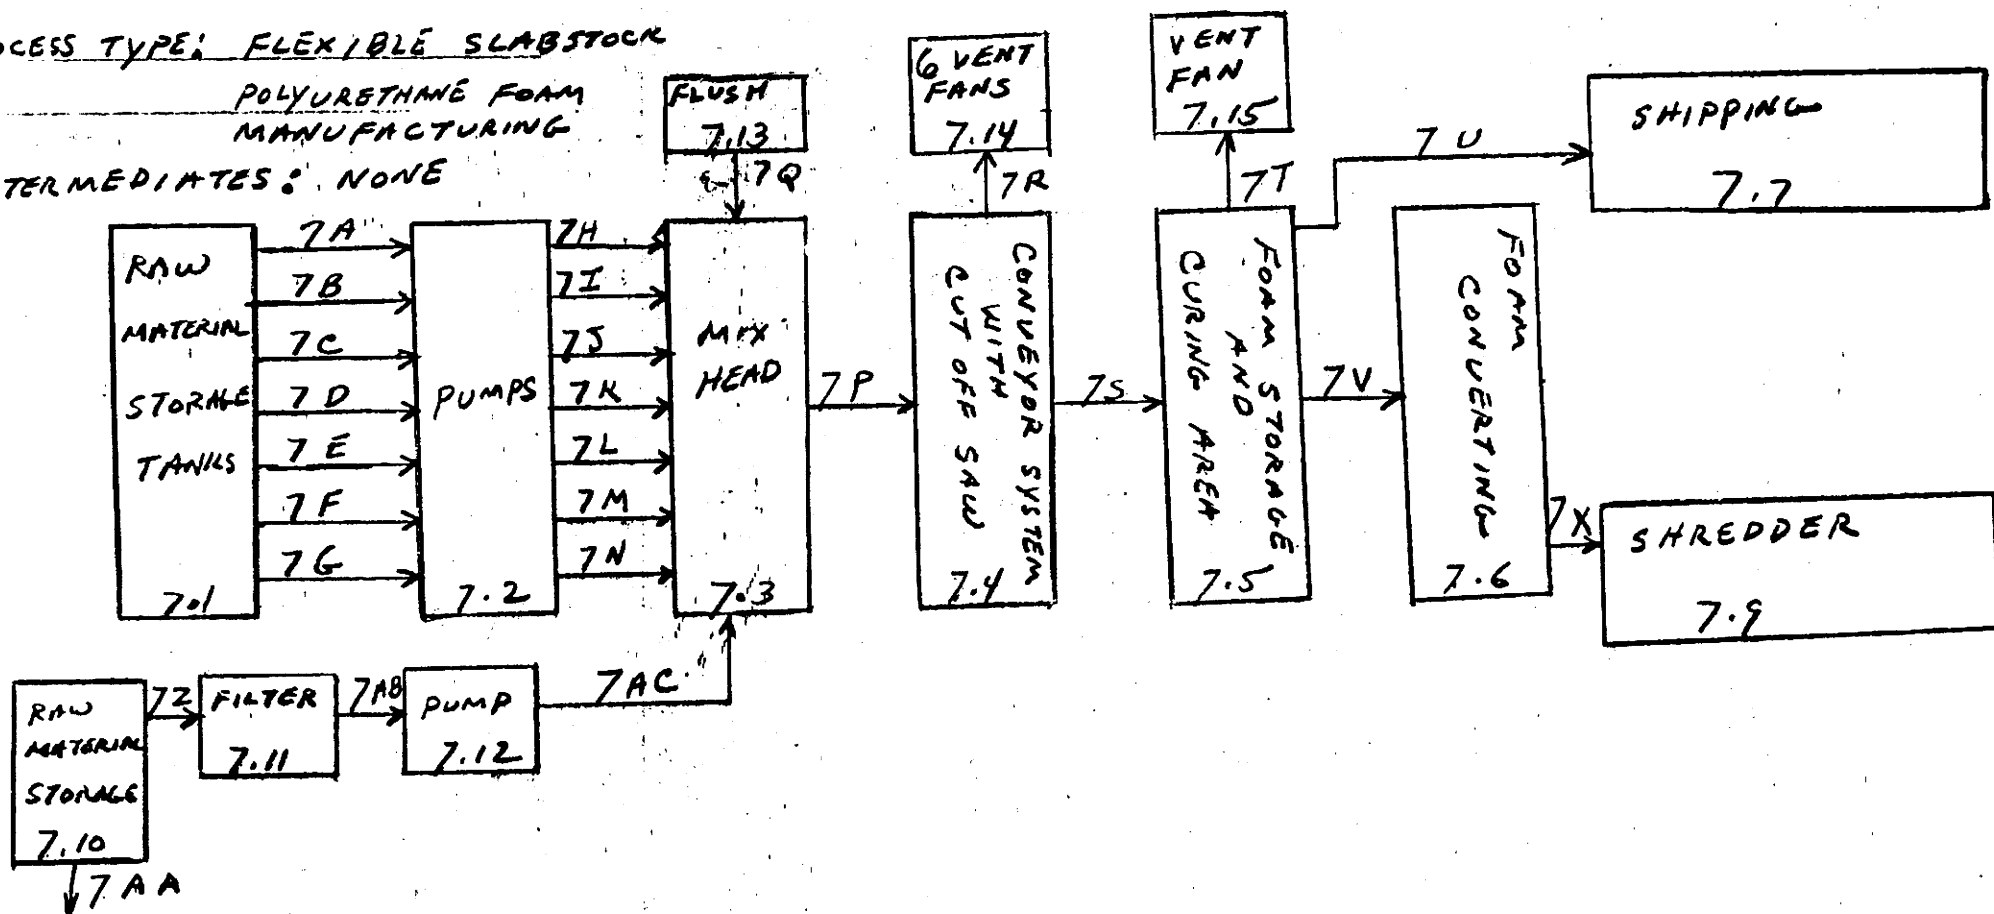 OCESS TYPE: FLEXIBLE SLABSTOCK
POLYURETHANE FOAM
MANUFACTURING
TERMEDIATES: NONE
FLUSH
7.13
7Q
6 VENT
FANS
7.14
7R
VENT
FAN
7.15
7T
7U
SHIPPING
7.7
RAW
MATERIAL
STORAGE
TANKS
7.1
7A
7B
7C
7D
7E
7F
7G
PUMPS
7.2
7H
7I
7J
7K
7L
7M
7N
MIX
HEAD
7.3
7P
CONVEYOR SYSTEM
WITH
CUT OFF SAW
7.4
7S
FOAM STORAGE
AND
CURING AREA
7.5
7V
FOAM
CONVERTING
7.6
7X
SHREDDER
7.9
RAW
MATERIAL
STORAGE
7.10
7Z
FILTER
7.11
7AB
PUMP
7.12
7AC
7AA